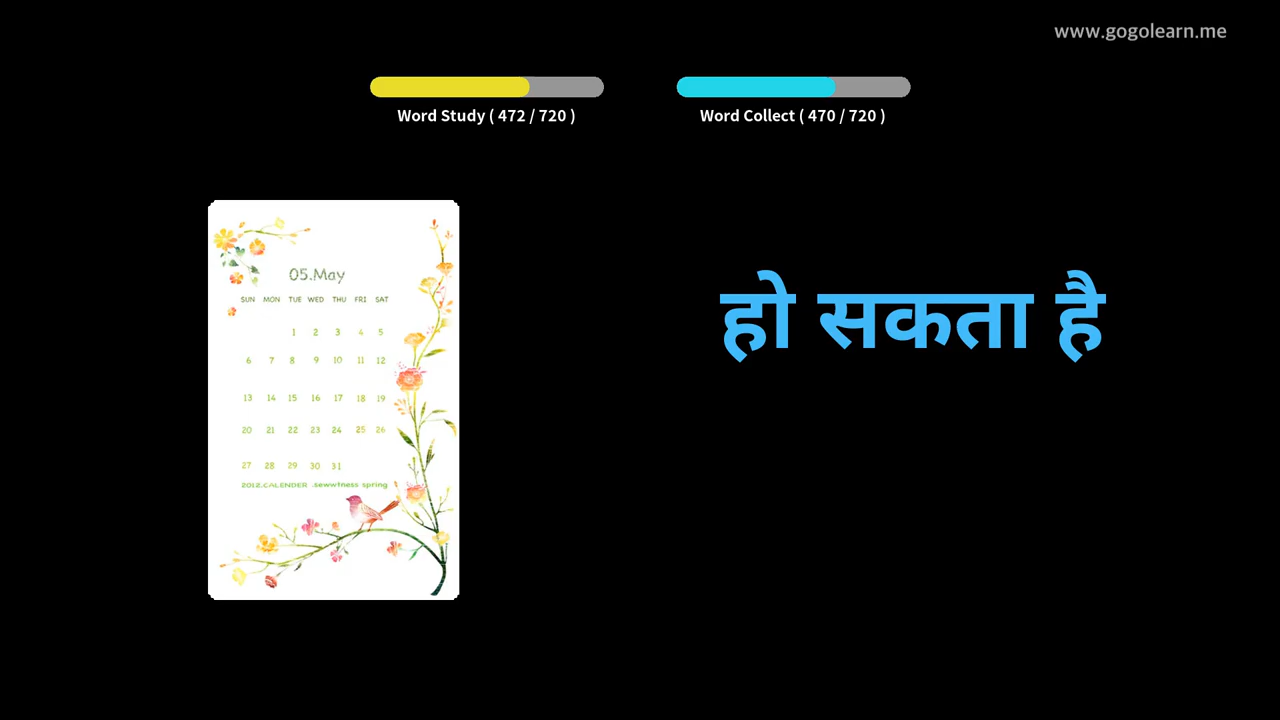 www.gogolearn.me
Word Study ( 472 / 720 )
Word Collect ( 470 / 720 )
05.May
SUN MON TUE WED THU FRI SAT
1 2 3 4 5
6 7 8 9 10 11 12
13 14 15 16 17 18 19
20 21 22 23 24 25 26
27 28 29 30 31
2012.CALENDER .sewwtness spring
हो सकता है